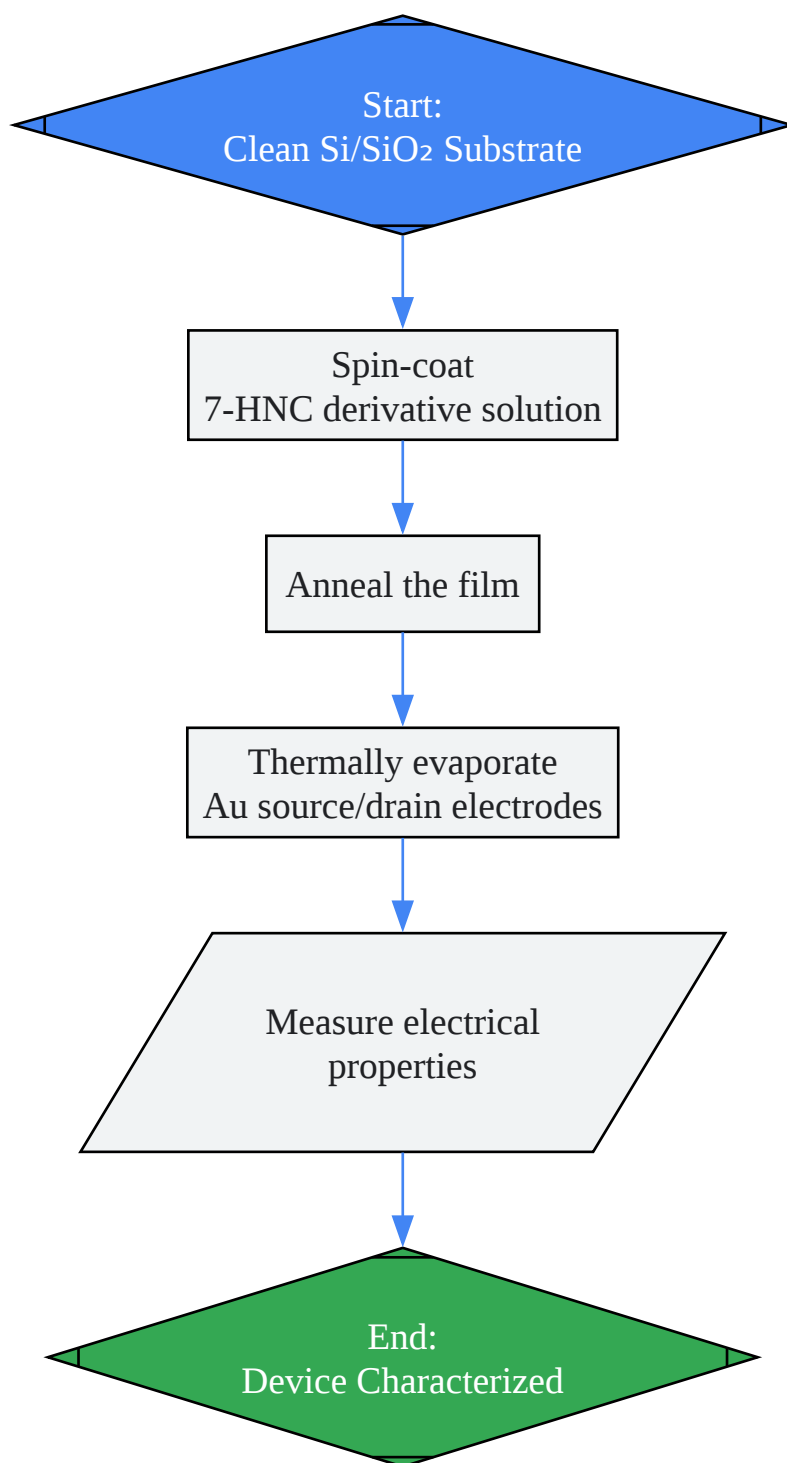 Start:
Clean Si/SiO₂ Substrate
Spin-coat
7-HNC derivative solution
Anneal the film
Thermally evaporate
Au source/drain electrodes
Measure electrical
properties
End:
Device Characterized